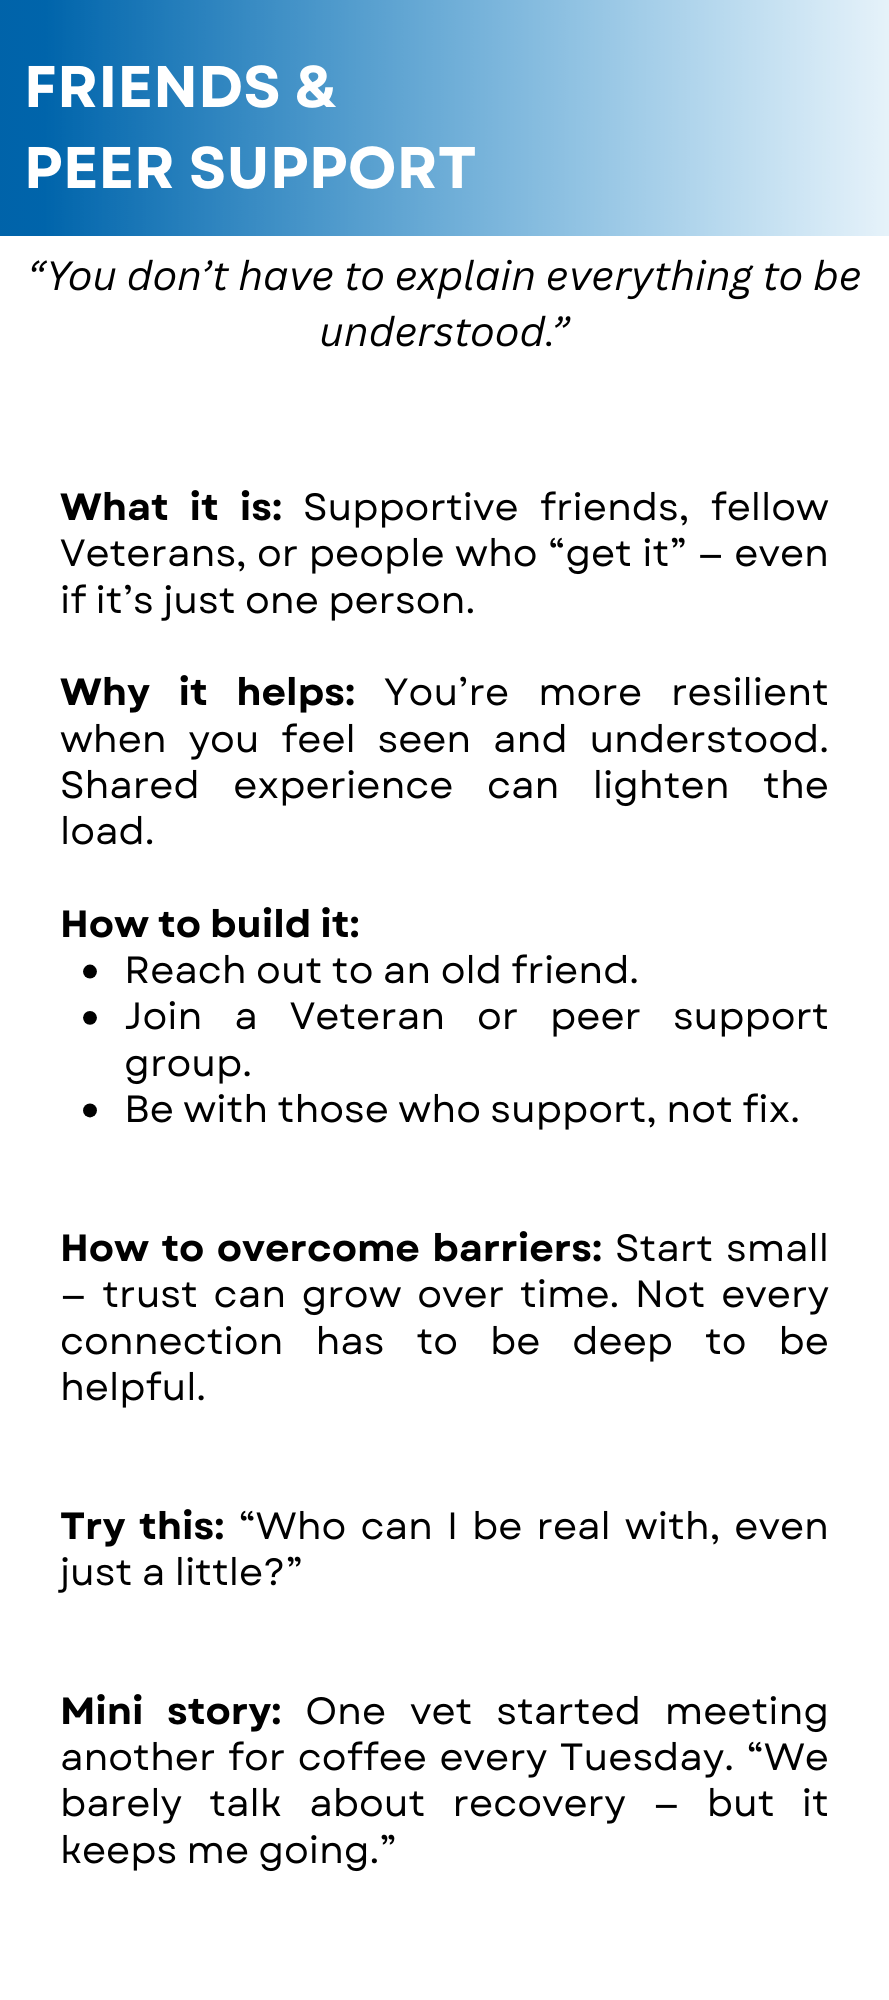 FRIENDS &
PEER SUPPORT
“You don’t have to explain everything to be
understood.”
What it is: Supportive friends, fellow
Veterans, or people who “get it” – even
if it’s just one person.
Why it helps: You’re more resilient
when you feel seen and understood.
Shared experience can lighten the
load.
How to build it:
• Reach out to an old friend.
• Join a Veteran or peer support
group.
• Be with those who support, not fix.
How to overcome barriers: Start small
– trust can grow over time. Not every
connection has to be deep to be
helpful.
Try this: “Who can I be real with, even
just a little?”
Mini story: One vet started meeting
another for coffee every Tuesday. “We
barely talk about recovery – but it
keeps me going.”